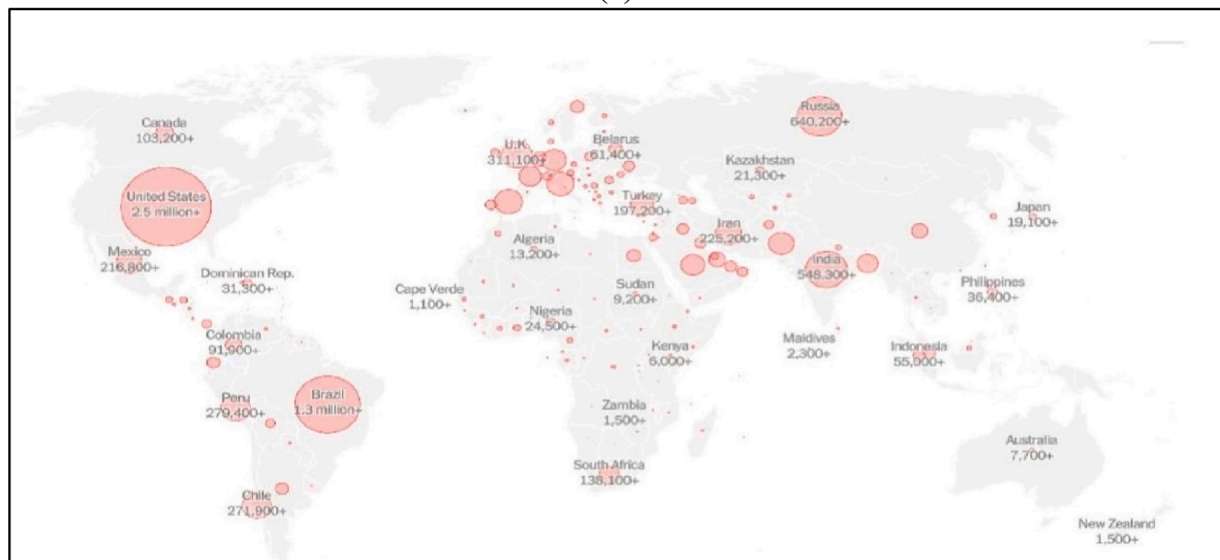 Canada
103,200+
United States
2.5 million+
Mexico
216,800+
Dominican Rep.
31,300+
Colombia
91,900+
Peru
279,400+
Brazil
1.3 million+
Chile
271,900+
Cape Verde
1,100+
U.K.
311,100+
Belarus
61,400+
Russia
640,200+
Kazakhstan
21,300+
Turkey
197,200+
Iran
225,200+
Algeria
13,200+
Sudan
9,200+
Nigeria
24,500+
Kenya
6,000+
Zambia
1,500+
South Africa
138,100+
India
548,300+
Maldives
2,300+
Japan
19,100+
Philippines
36,400+
Indonesia
55,000+
Australia
7,700+
New Zealand
1,500+